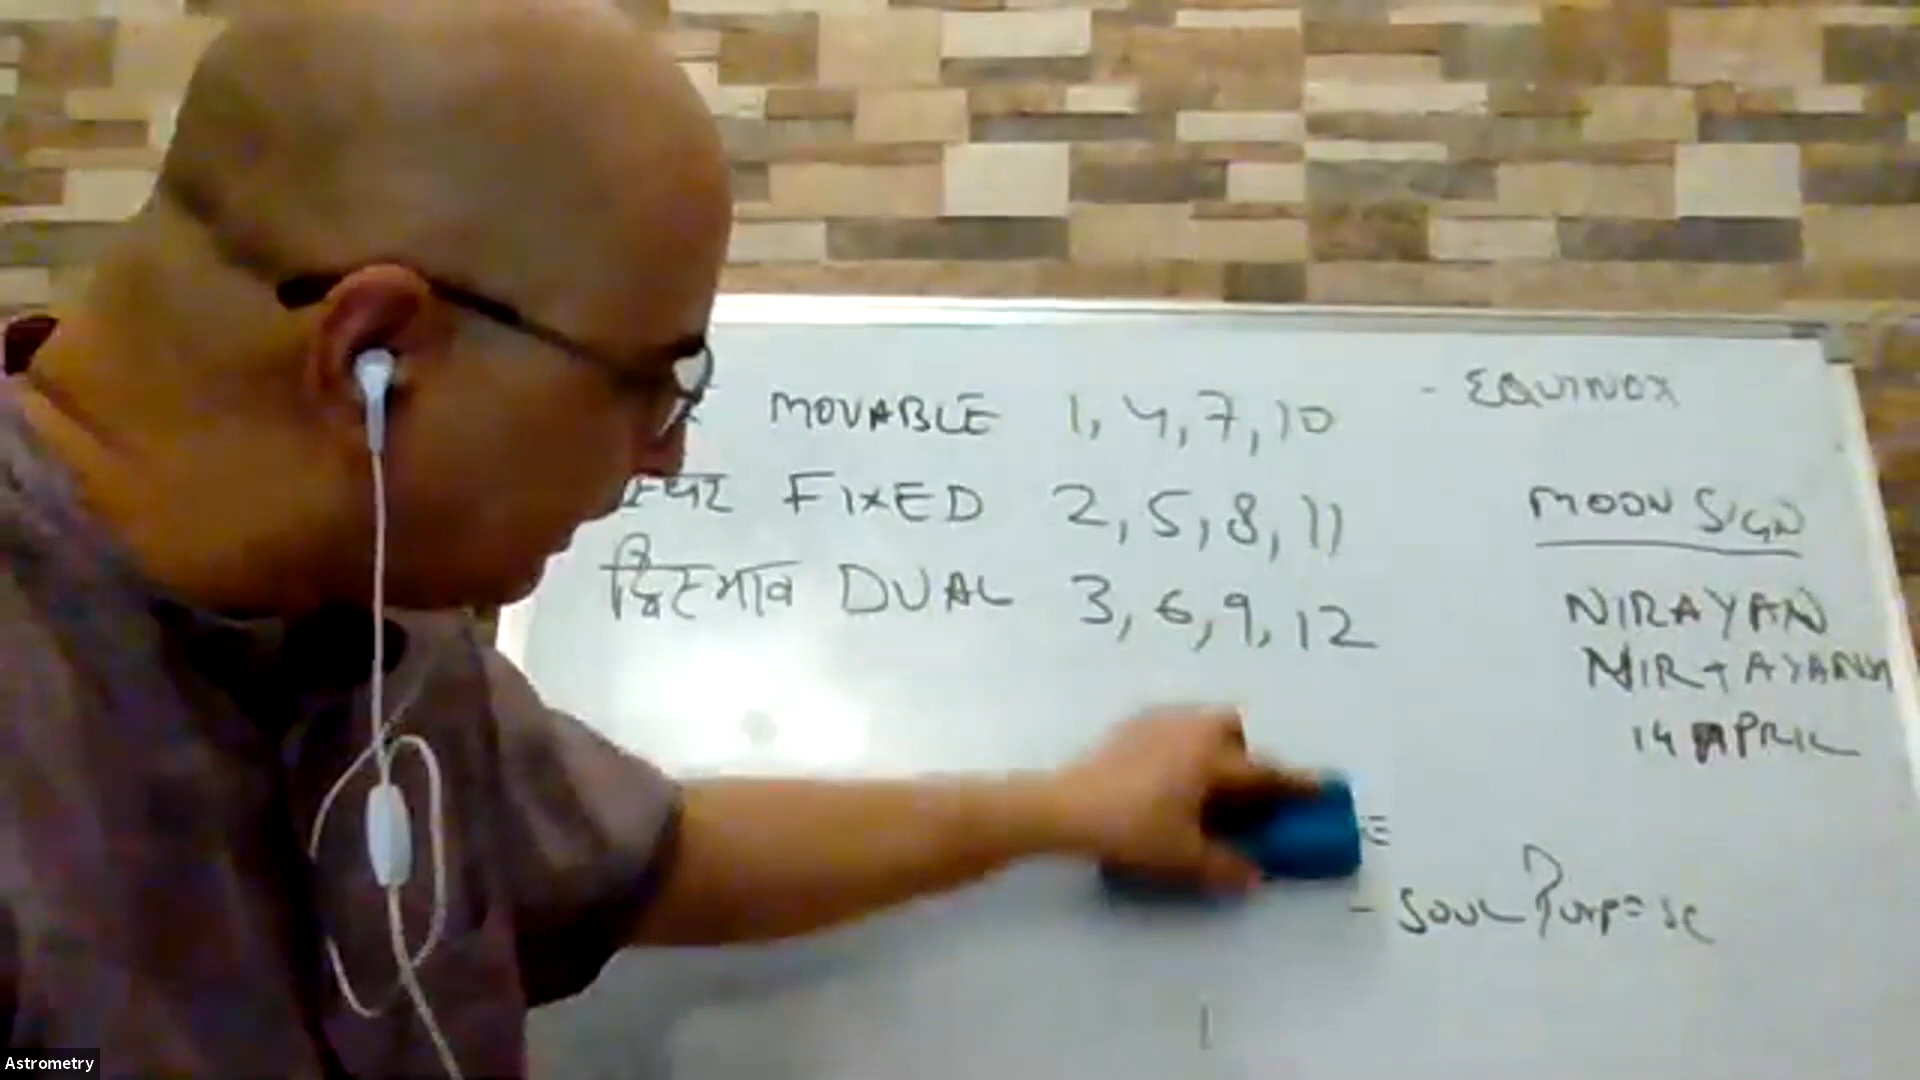 MOVABLE 1, 4, 7, 10 - EQUINOX
स्थिर FIXED 2, 5, 8, 11
द्विस्वभाव DUAL 3, 6, 9, 12
MOON SIGN
NIRAYAN
NIR + AYANA
14 APRIL
- SOUL Purpose
Astrometry